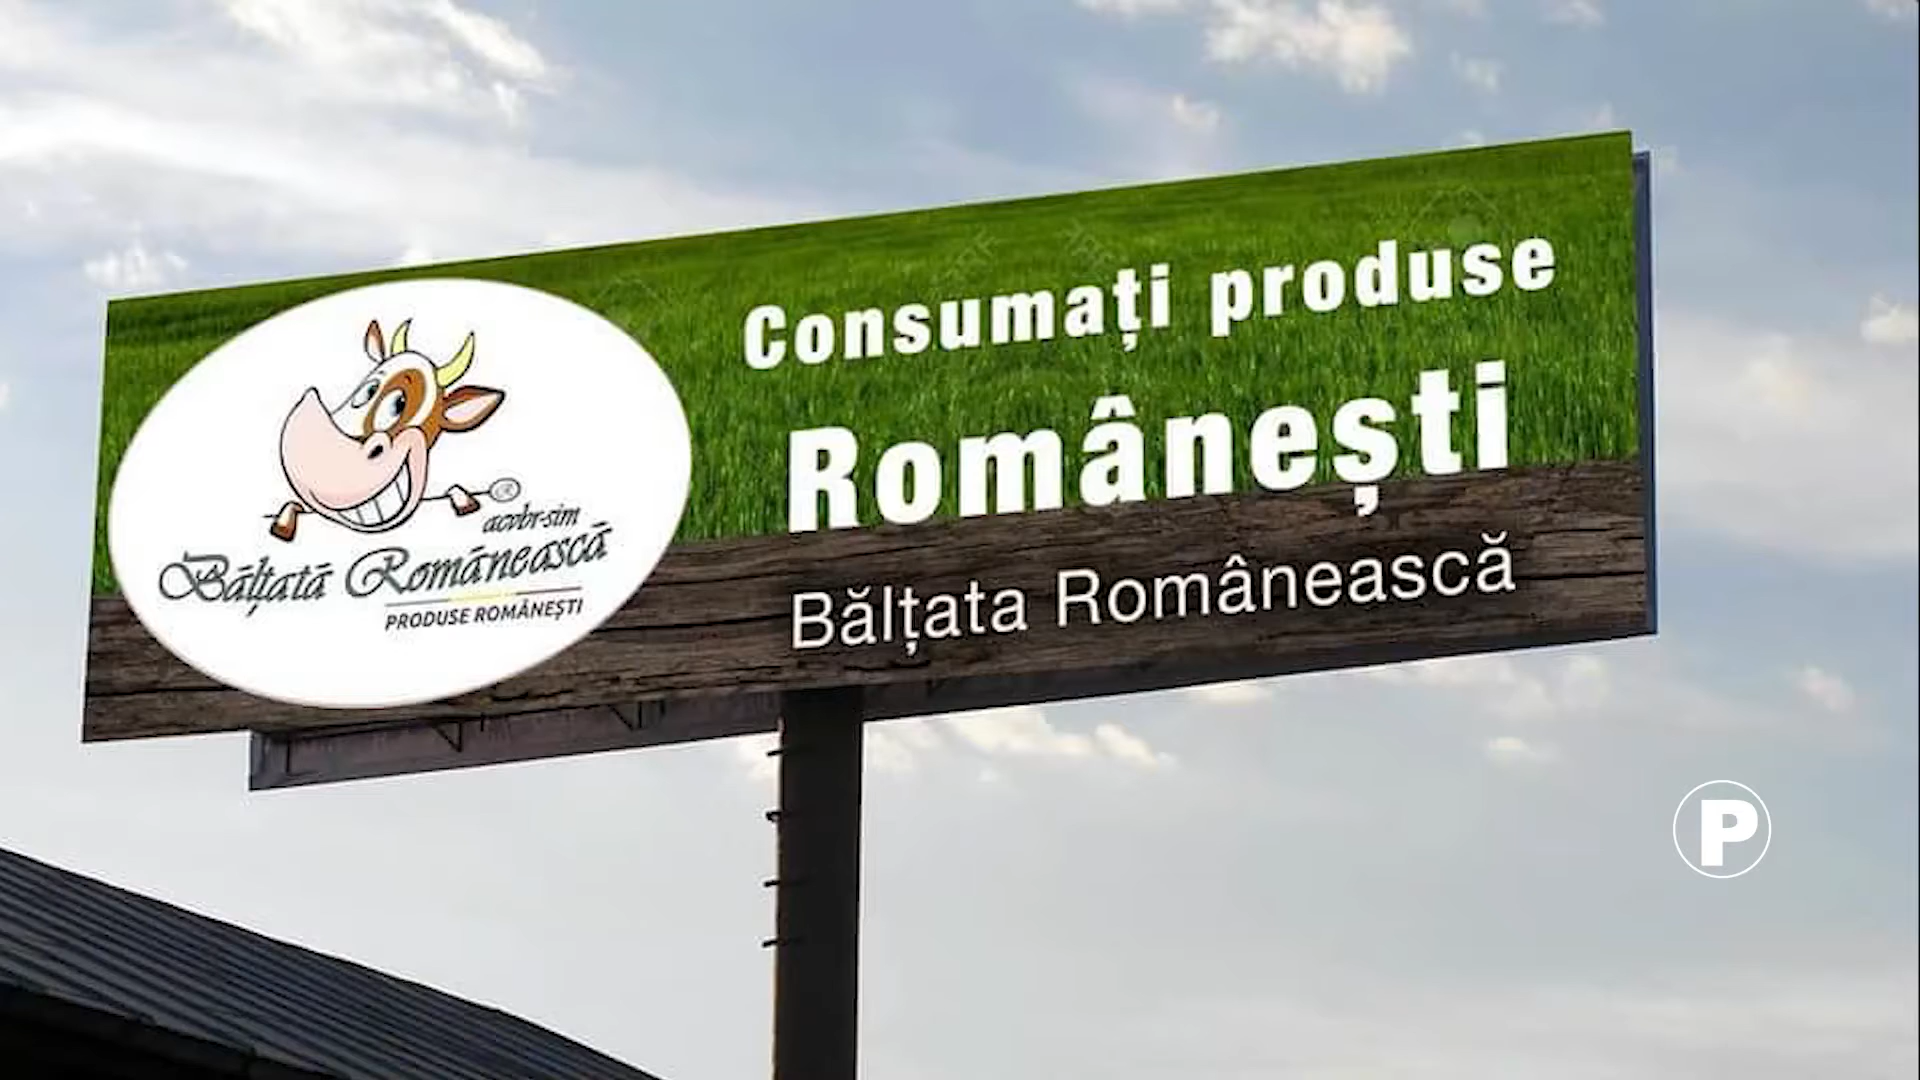 Consumați produse
Românești
Bălțata Românească
®
acvbr-sim
Bălțată Românească
PRODUSE ROMÂNEȘTI
P